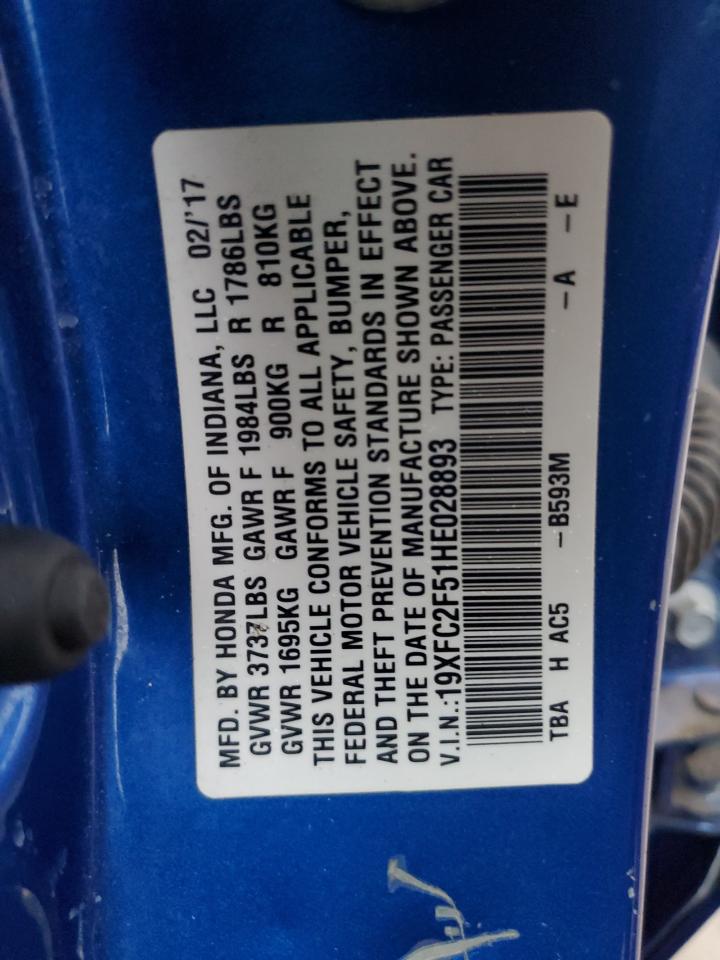 MFD. BY HONDA MFG. OF INDIANA, LLC 02/'17
GVWR 3737LBS GAWR F 1984LBS R 1786LBS
GVWR 1695KG GAWR F 900KG R 810KG
THIS VEHICLE CONFORMS TO ALL APPLICABLE
FEDERAL MOTOR VEHICLE SAFETY, BUMPER,
AND THEFT PREVENTION STANDARDS IN EFFECT
ON THE DATE OF MANUFACTURE SHOWN ABOVE.
V.I.N.:19XFC2F51HE028893 TYPE: PASSENGER CAR
TBA H AC5 -B593M -A -E